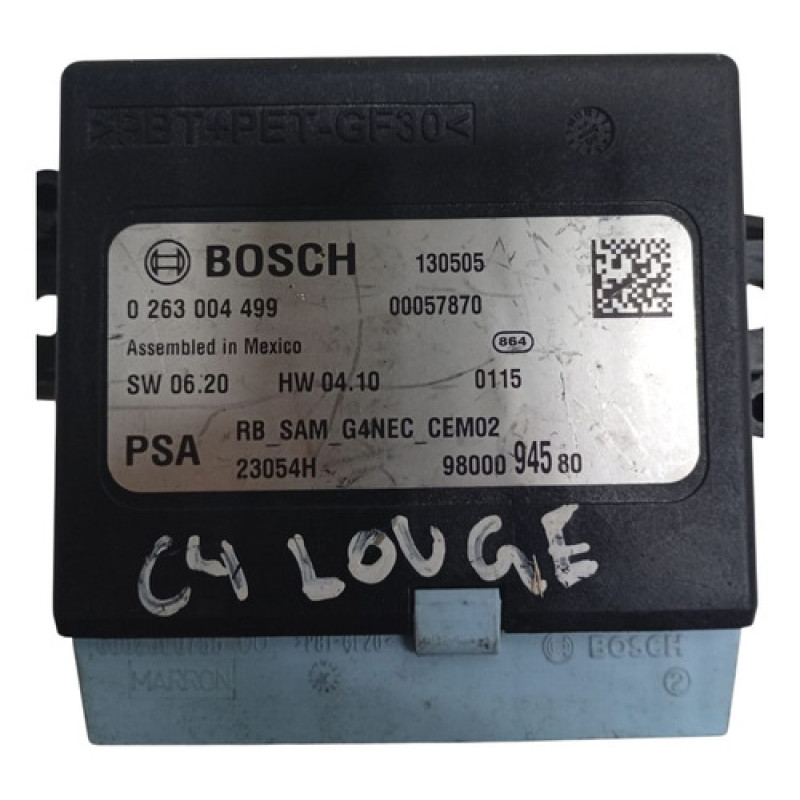 >PBT+PET-GF30<
BOSCH 130505
0 263 004 499 00057870
Assembled in Mexico 864
SW 06.20 HW 04.10 0115
PSA RB_SAM_G4NEC_CEM02
23054H 98000 945 80
C4 LOUGE
>PBT-GF20< BOSCH
MARRON 2